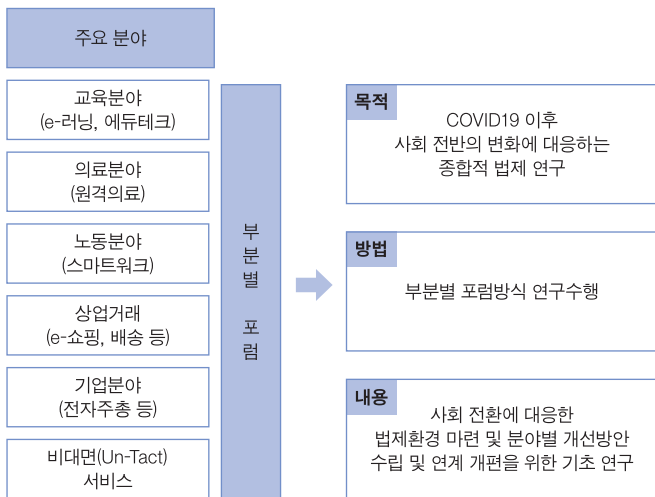 주요 분야
교육분야
(e-러닝, 에듀테크)
의료분야
(원격의료)
노동분야
(스마트워크)
상업거래
(e-쇼핑, 배송 등)
기업분야
(전자주총 등)
비대면(Un-Tact)
서비스
부분별 포럼
목적
COVID19 이후
사회 전반의 변화에 대응하는
종합적 법제 연구
방법
부분별 포럼방식 연구수행
내용
사회 전환에 대응한
법제환경 마련 및 분야별 개선방안
수립 및 연계 개편을 위한 기초 연구